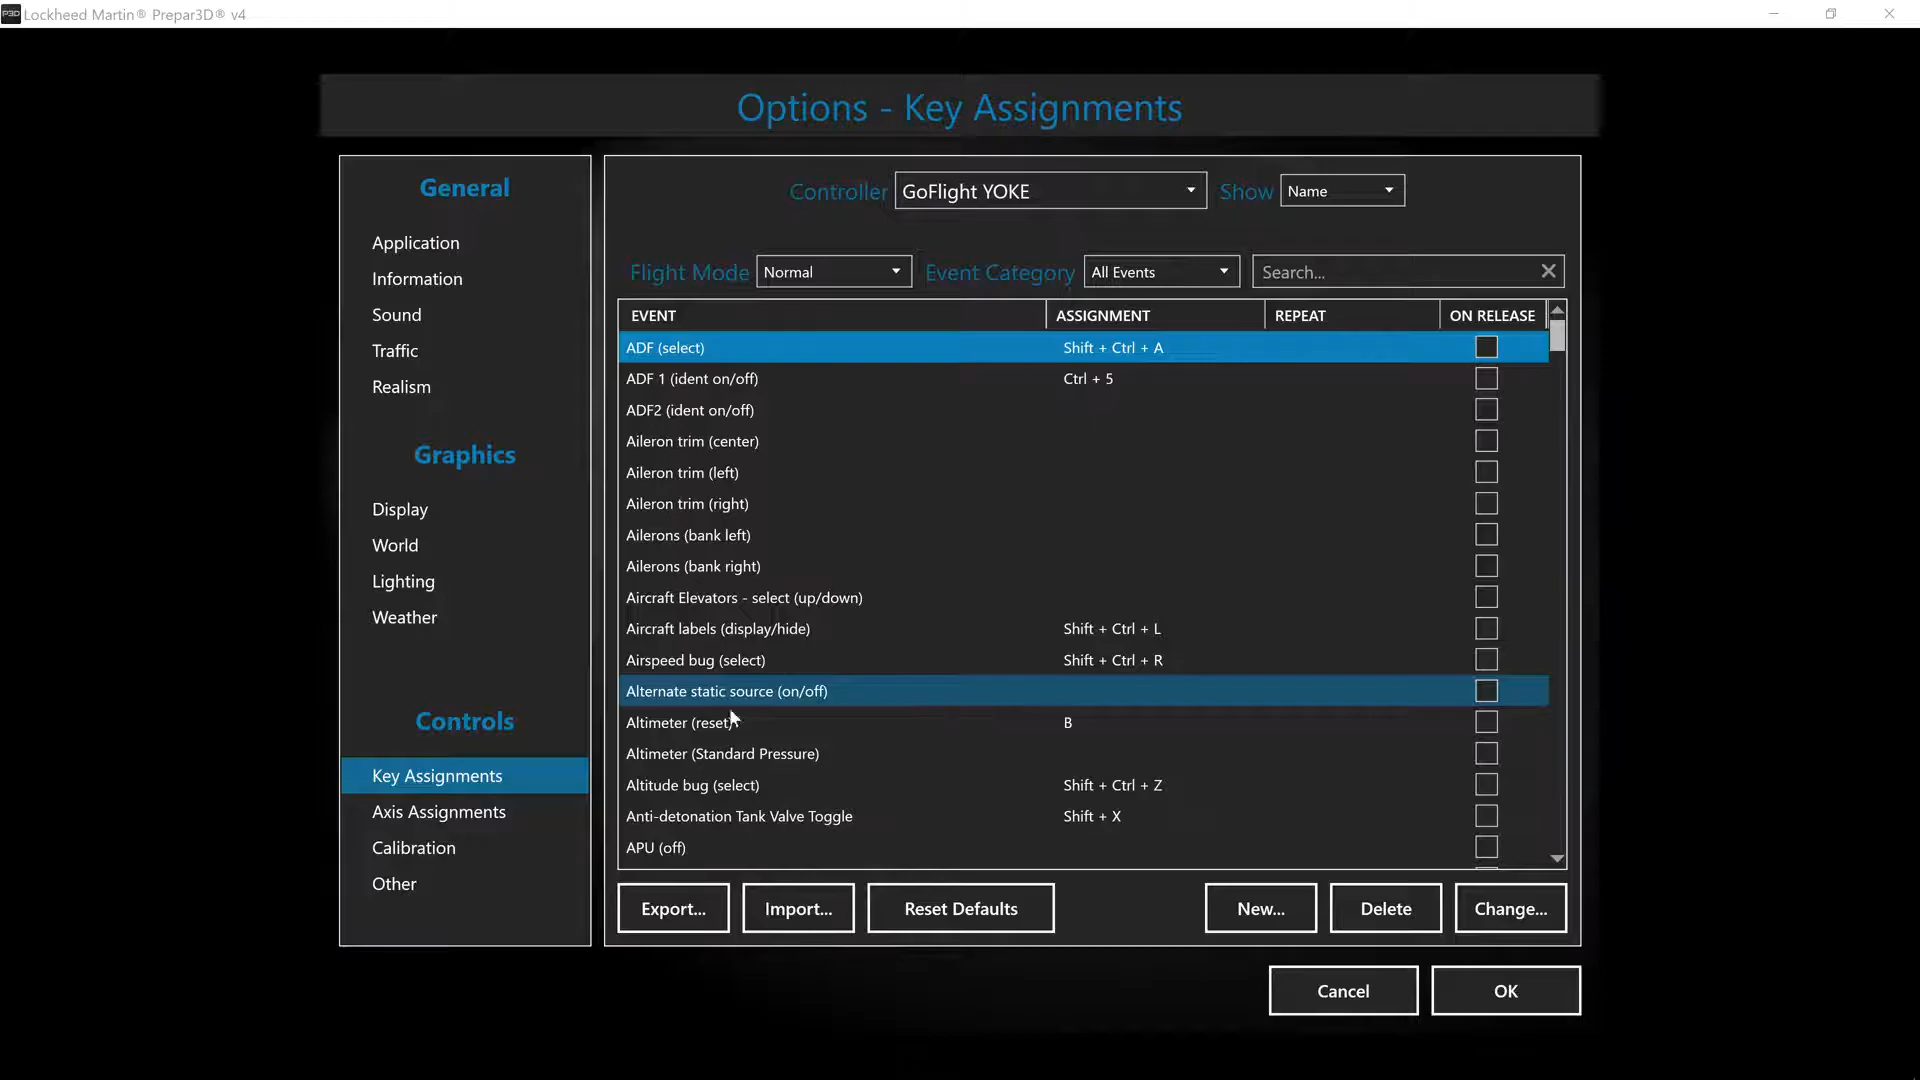 P3D Lockheed Martin® Prepar3D® v4
Options - Key Assignments
General
Application
Information
Sound
Traffic
Realism
Graphics
Display
World
Lighting
Weather
Controls
Key Assignments
Axis Assignments
Calibration
Other
Controller GoFlight YOKE Show Name
Flight Mode Normal Event Category All Events Search...
EVENT ASSIGNMENT REPEAT ON RELEASE
ADF (select) Shift + Ctrl + A
ADF 1 (ident on/off) Ctrl + 5
ADF2 (ident on/off)
Aileron trim (center)
Aileron trim (left)
Aileron trim (right)
Ailerons (bank left)
Ailerons (bank right)
Aircraft Elevators - select (up/down)
Aircraft labels (display/hide) Shift + Ctrl + L
Airspeed bug (select) Shift + Ctrl + R
Alternate static source (on/off)
Altimeter (reset) B
Altimeter (Standard Pressure)
Altitude bug (select) Shift + Ctrl + Z
Anti-detonation Tank Valve Toggle Shift + X
APU (off)
Export... Import... Reset Defaults New... Delete Change...
Cancel OK